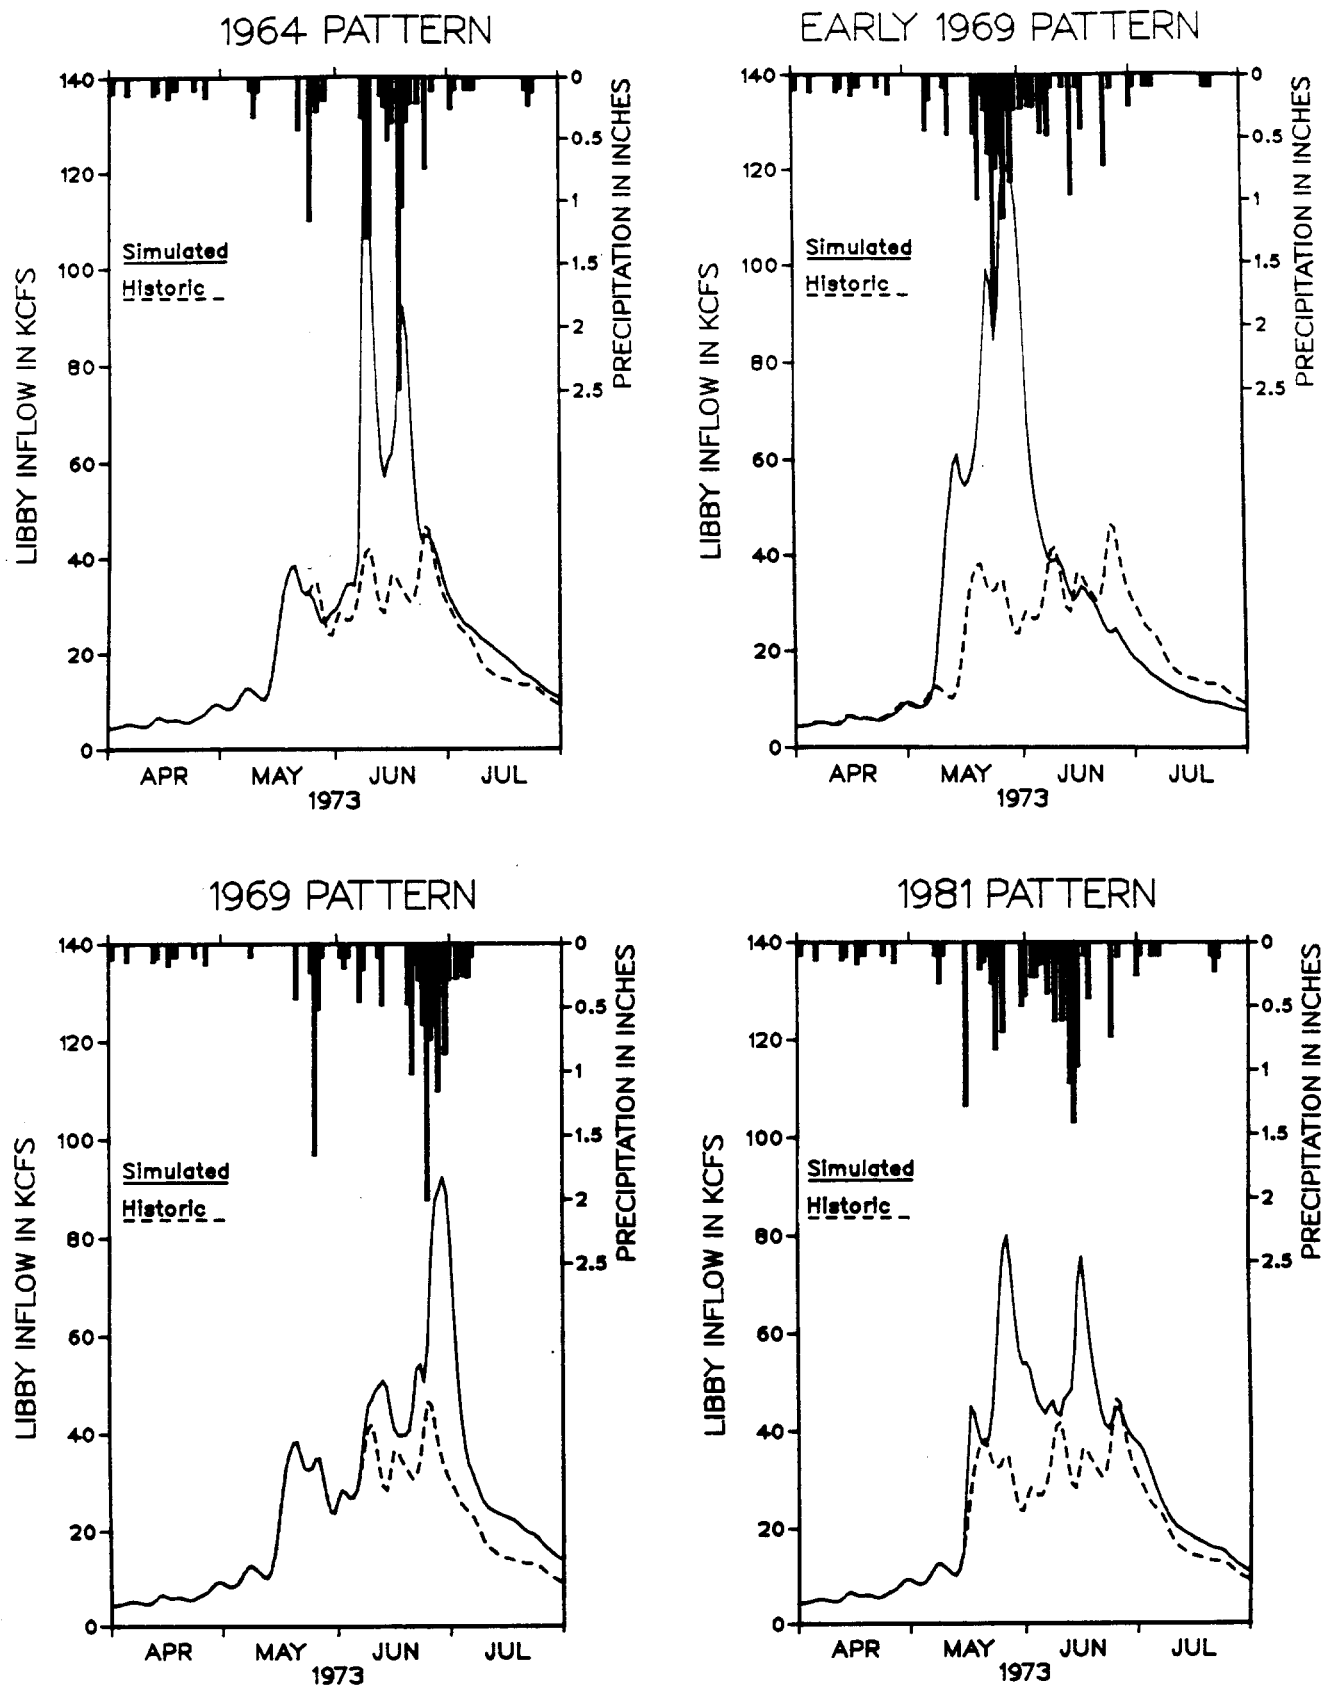 1964 PATTERN
140
120
100
80
60
40
20
0
0
0.5
1
1.5
2
2.5
LIBBY INFLOW IN KCFS
PRECIPITATION IN INCHES
Simulated
Historic
APR MAY JUN JUL
1973
EARLY 1969 PATTERN
140
120
100
80
60
40
20
0
0
0.5
1
1.5
2
2.5
LIBBY INFLOW IN KCFS
PRECIPITATION IN INCHES
Simulated
Historic
APR MAY JUN JUL
1973
1969 PATTERN
140
120
100
80
60
40
20
0
0
0.5
1
1.5
2
2.5
LIBBY INFLOW IN KCFS
PRECIPITATION IN INCHES
Simulated
Historic
APR MAY JUN JUL
1973
1981 PATTERN
140
120
100
80
60
40
20
0
0
0.5
1
1.5
2
2.5
LIBBY INFLOW IN KCFS
PRECIPITATION IN INCHES
Simulated
Historic
APR MAY JUN JUL
1973